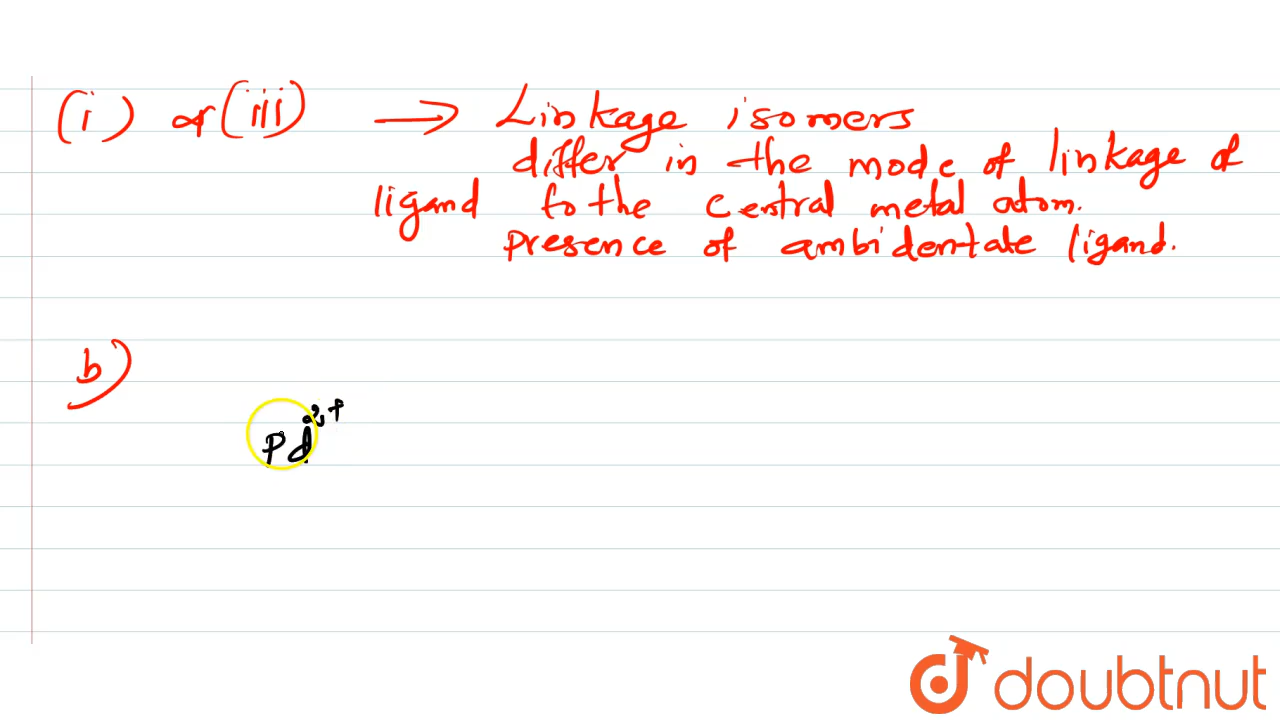 (i) or (iii) → Linkage isomers
differ in the mode of linkage of
ligand to the central metal atom.
presence of ambidentate ligand.
b)
Pd²⁺
doubtnut